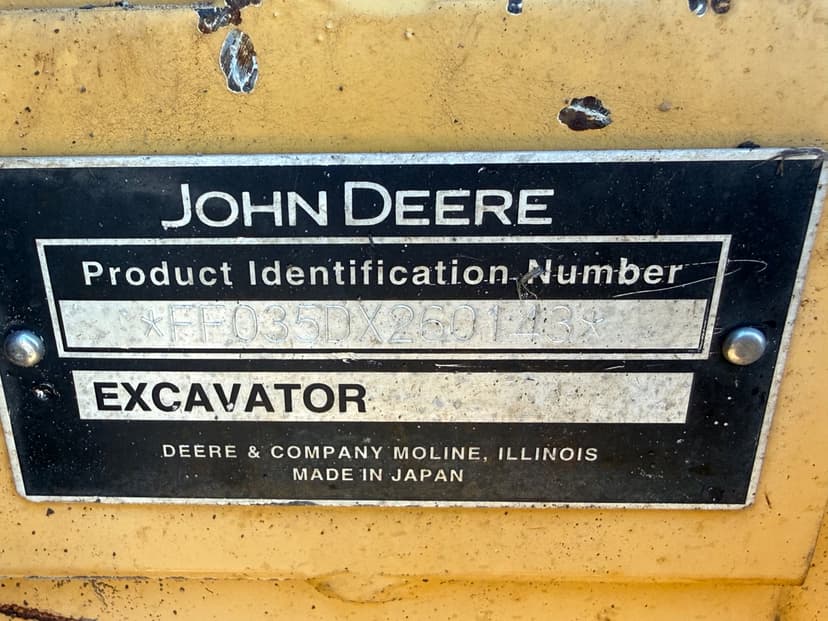 JOHN DEERE
Product Identification Number
*FF035DX260143*
EXCAVATOR
DEERE & COMPANY MOLINE, ILLINOIS
MADE IN JAPAN